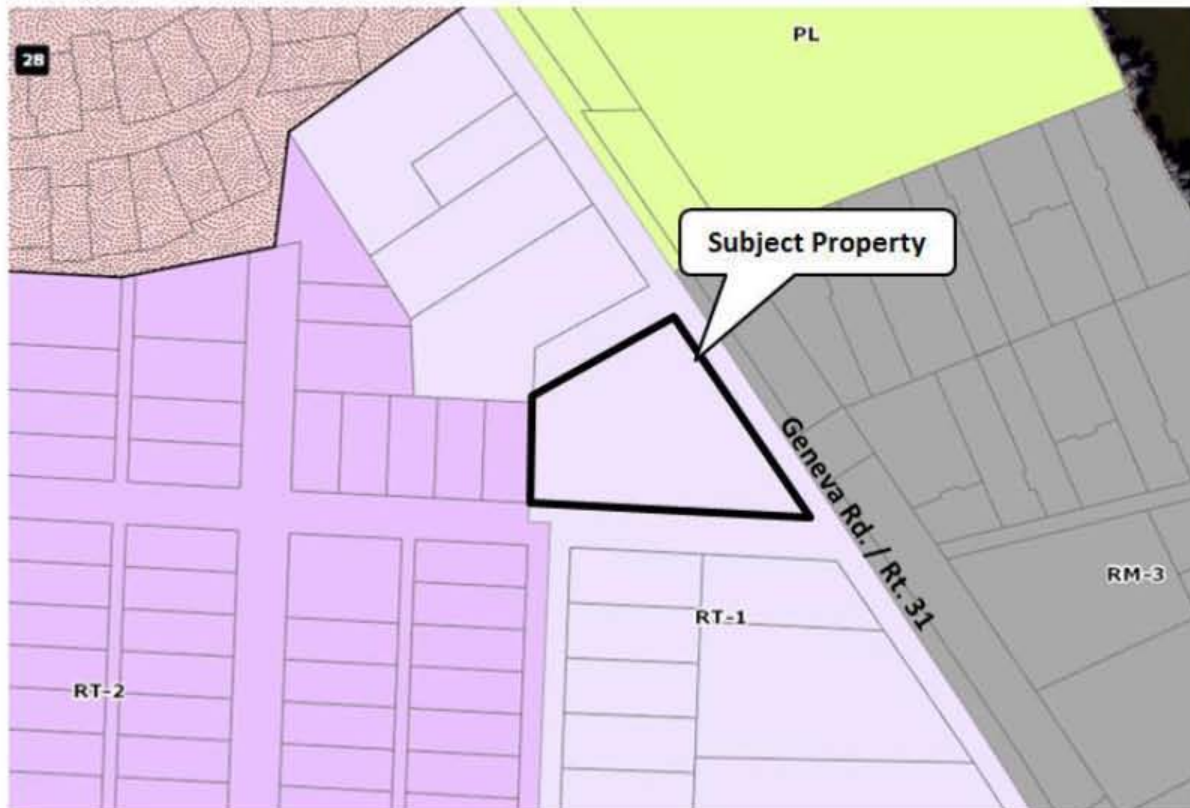 PL
28
Subject Property
Geneva Rd. / Rt. 31
RM-3
RT-1
RT-2